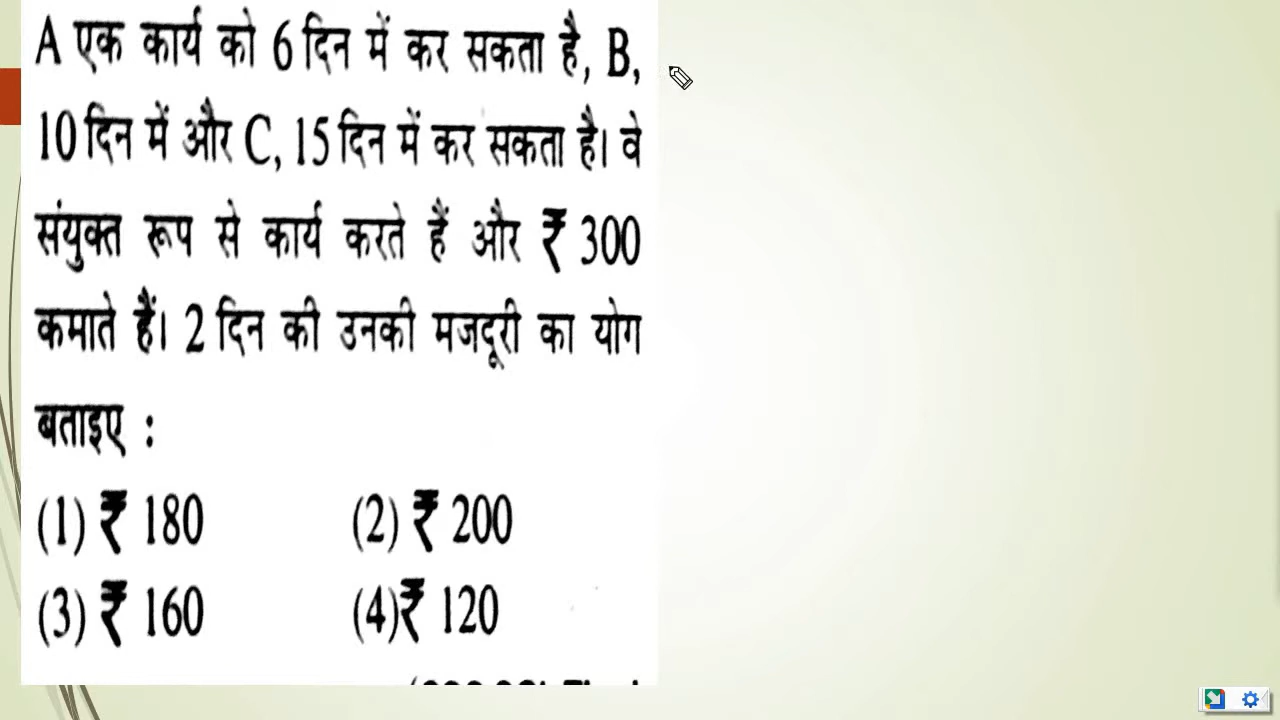 A एक कार्य को 6 दिन में कर सकता है, B,
10 दिन में और C, 15 दिन में कर सकता है। वे
संयुक्त रूप से कार्य करते हैं और ₹ 300
कमाते हैं। 2 दिन की उनकी मजदूरी का योग
बताइए :
(1) ₹ 180 (2) ₹ 200
(3) ₹ 160 (4) ₹ 120